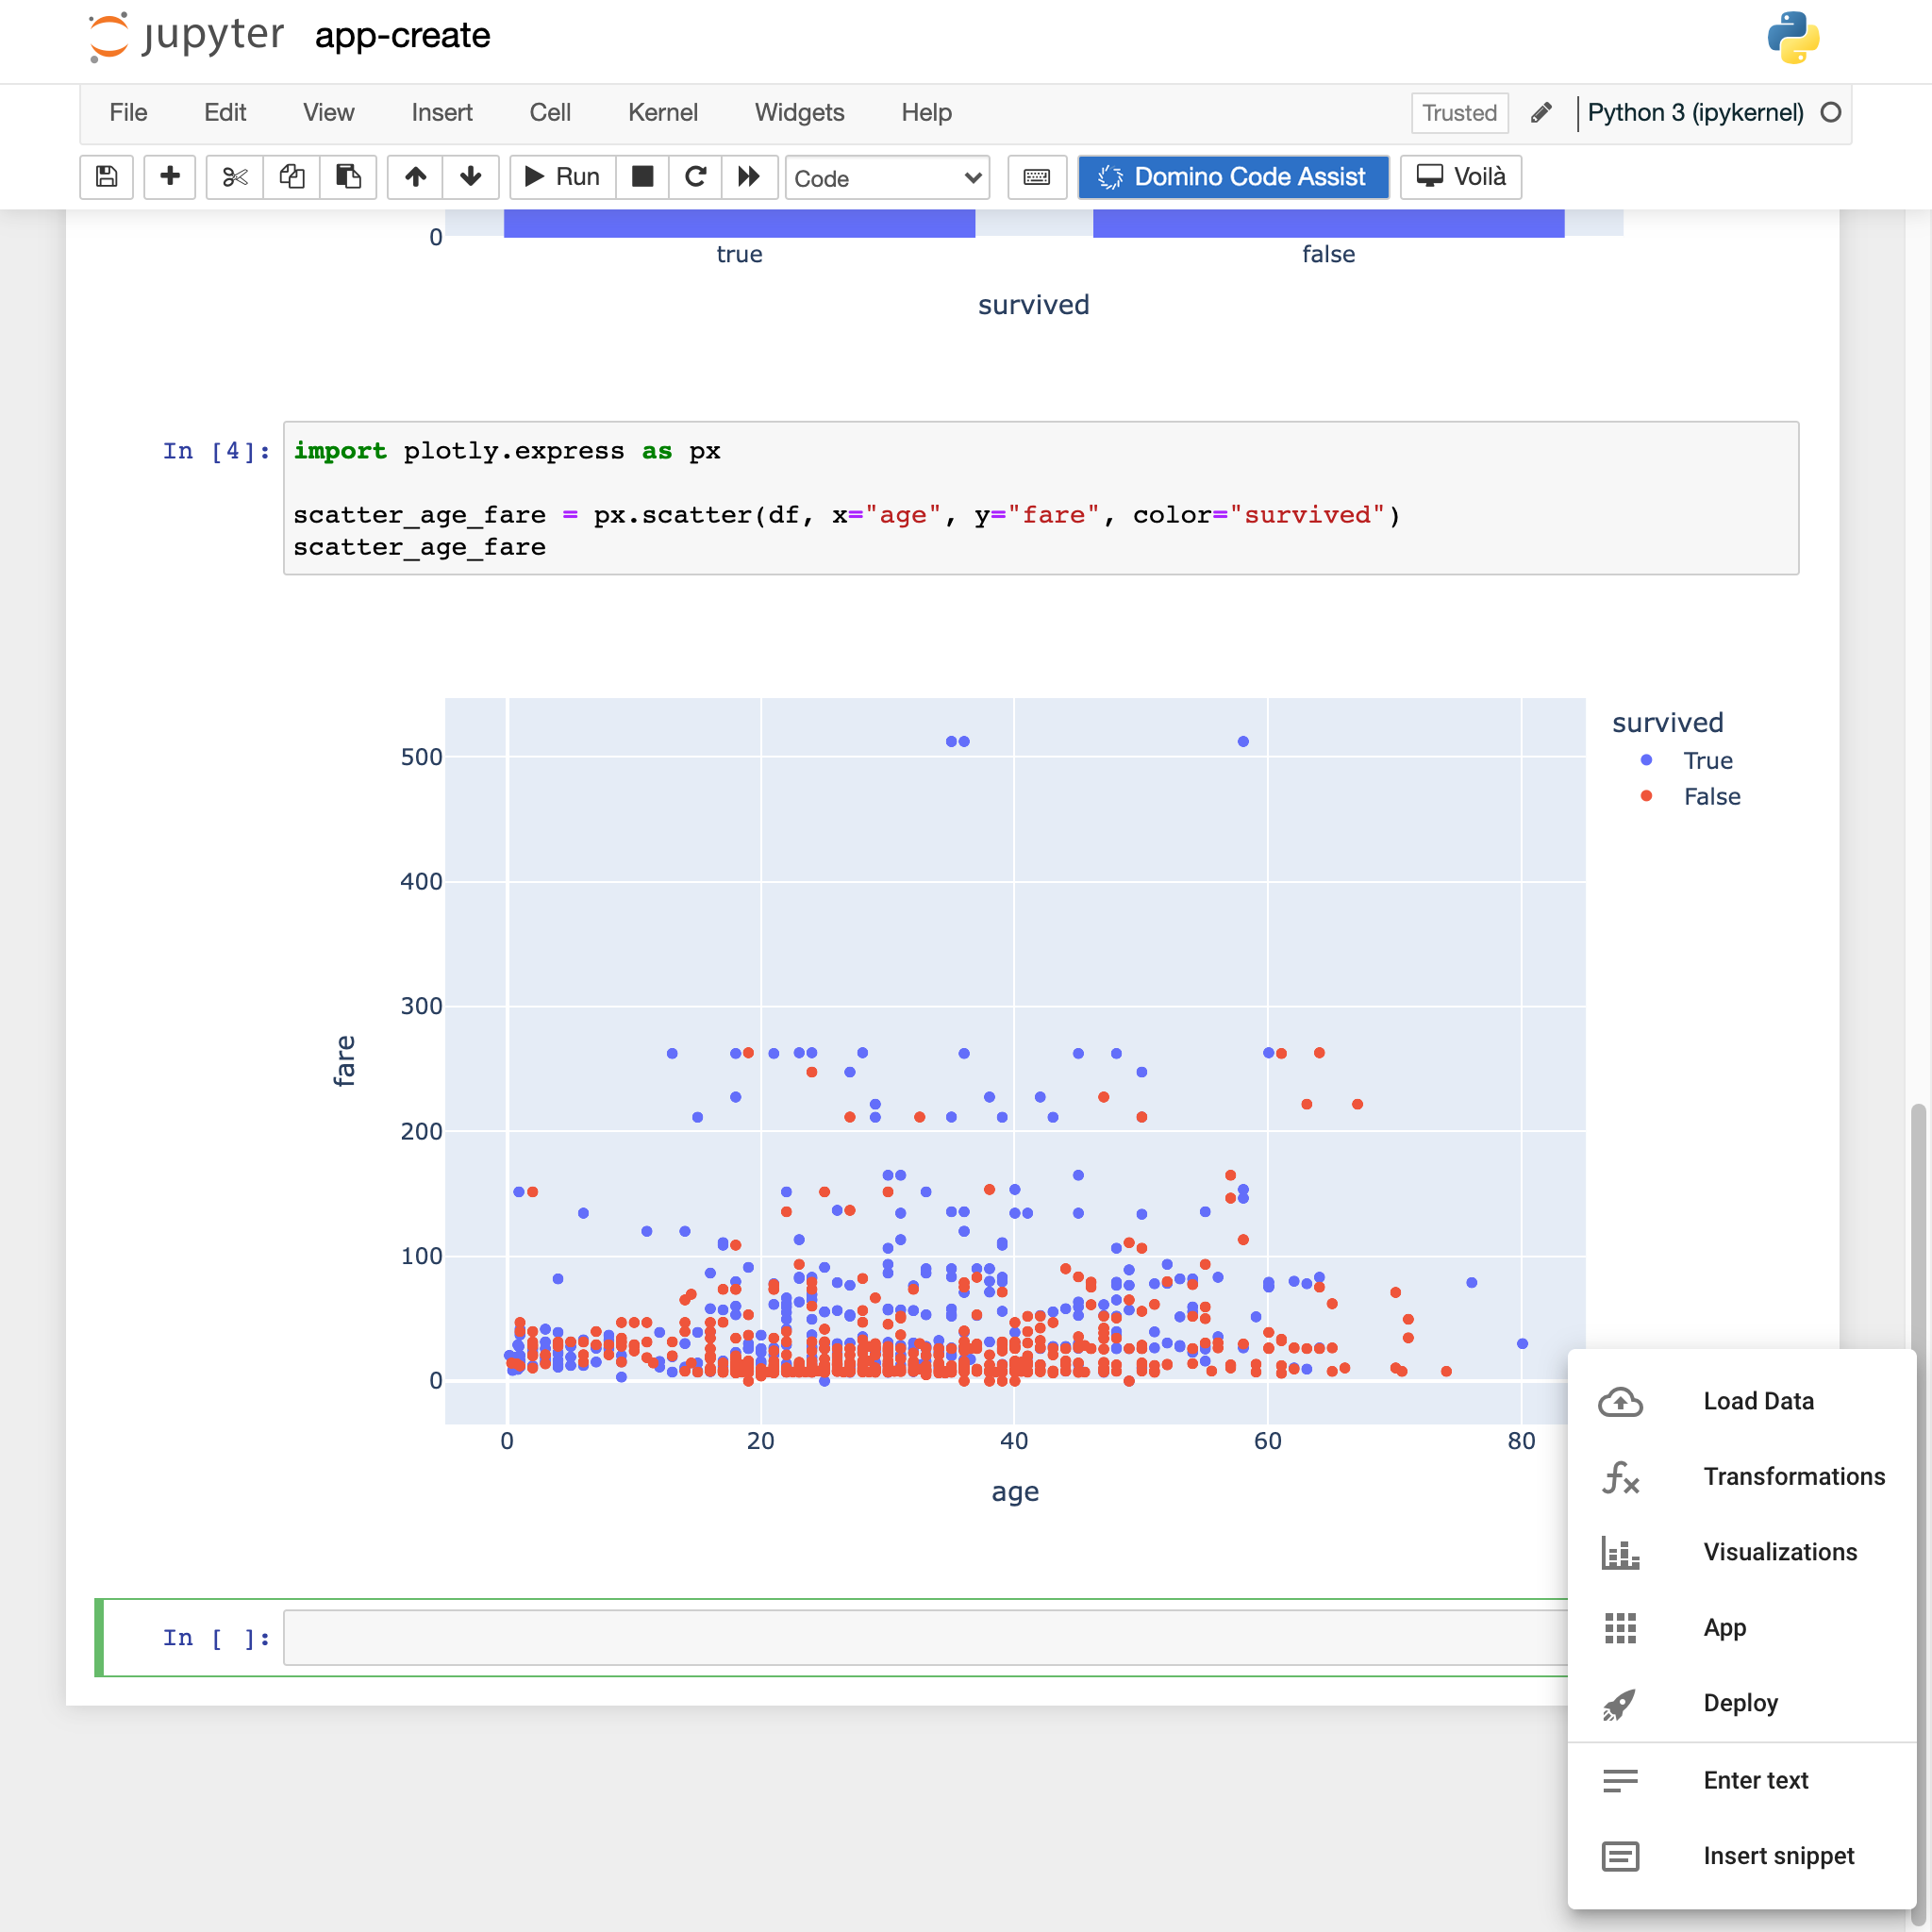 jupyter app-create
File Edit View Insert Cell Kernel Widgets Help Trusted Python 3 (ipykernel)
Run Code Domino Code Assist Voilà
0
true false
survived
In [4]: import plotly.express as px
scatter_age_fare = px.scatter(df, x="age", y="fare", color="survived")
scatter_age_fare
survived
True
False
500
400
300
200
100
0
fare
0 20 40 60 80
age
In [ ]:
Load Data
Transformations
Visualizations
App
Deploy
Enter text
Insert snippet